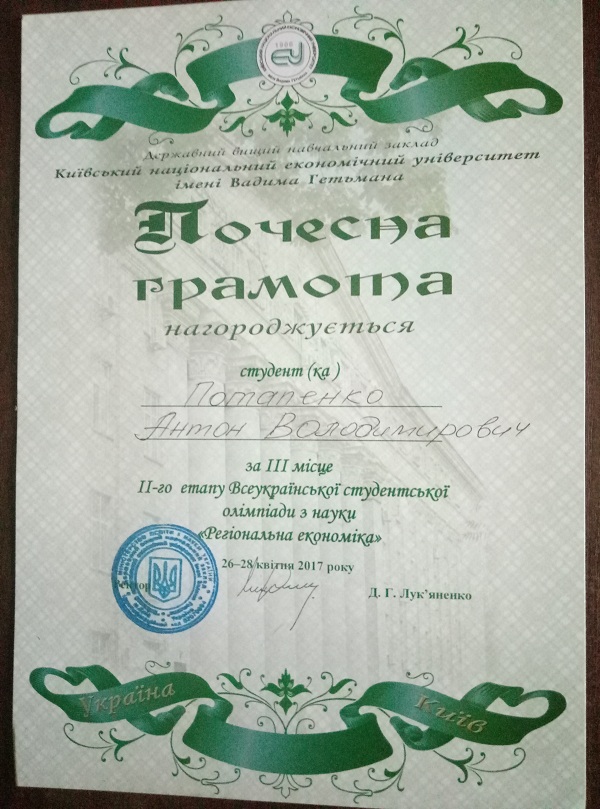 1906
Державний вищий навчальний заклад
Київський національний економічний університет
імені Вадима Гетьмана
Почесна
грамота
нагороджується
студент (ка )
Потапенко
Антон Володимирович
за III місце
II-го етапу Всеукраїнської студентської
олімпіади з науки
«Регіональна економіка»
26–28 квітня 2017 року
Ректор
Д. Г. Лук’яненко
Україна
Київ